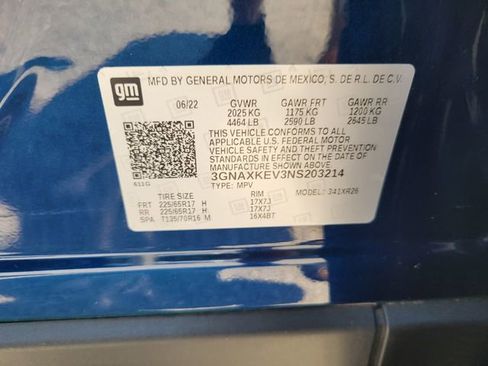 gm
MFD BY GENERAL MOTORS DE MEXICO, S. DE R.L. DE C.V.
06/22 GVWR GAWR FRT GAWR RR
2025 KG 1175 KG 1200 KG
4464 LB 2590 LB 2645 LB
THIS VEHICLE CONFORMS TO ALL
APPLICABLE U.S. FEDERAL MOTOR
VEHICLE SAFETY AND THEFT PREVENTION
STANDARDS IN EFFECT ON THE DATE OF
MANUFACTURE SHOWN ABOVE.
611G 3GNAXKEV3NS203214
TYPE: MPV MODEL: 341XR26
TIRE SIZE RIM
FRT 225/65R17 H 17X7J
RR 225/65R17 H 17X7J
SPA T135/70R16 M 16X4BT